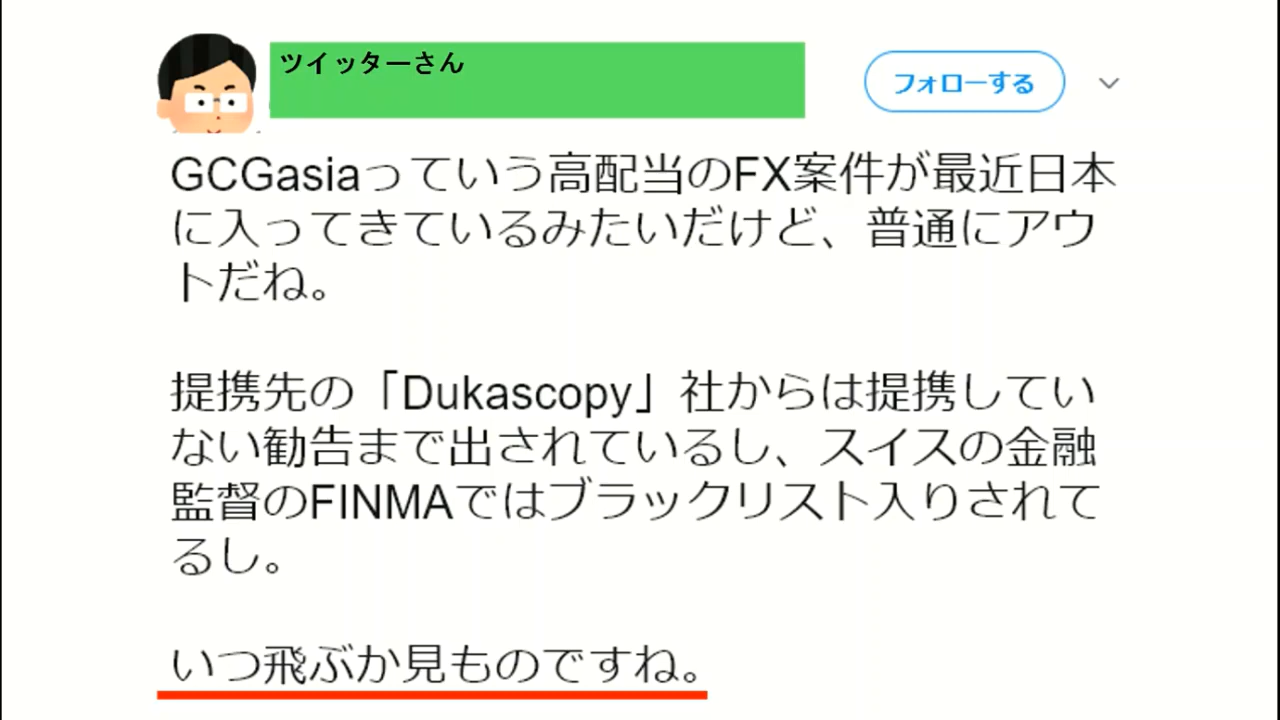 ツイッターさん
フォローする
GCGasiaっていう高配当のFX案件が最近日本
に入ってきているみたいだけど、普通にアウ
トだね。
提携先の「Dukascopy」社からは提携してい
ない勧告まで出されているし、スイスの金融
監督のFINMAではブラックリスト入りされて
るし。
いつ飛ぶか見ものですね。